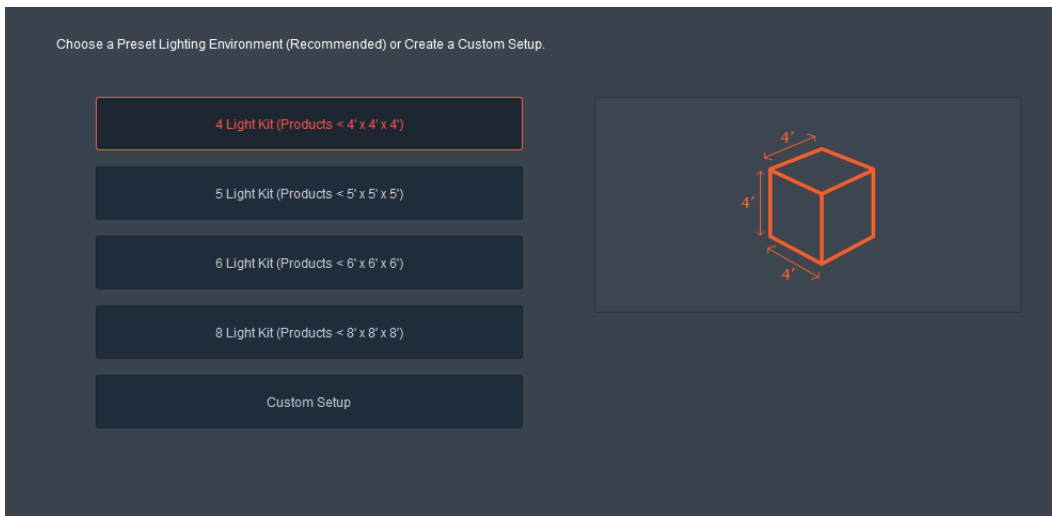 Choose a Preset Lighting Environment (Recommended) or Create a Custom Setup.
4 Light Kit (Products < 4' x 4' x 4')
5 Light Kit (Products < 5' x 5' x 5')
6 Light Kit (Products < 6' x 6' x 6')
8 Light Kit (Products < 8' x 8' x 8')
Custom Setup
4′
4′
4′